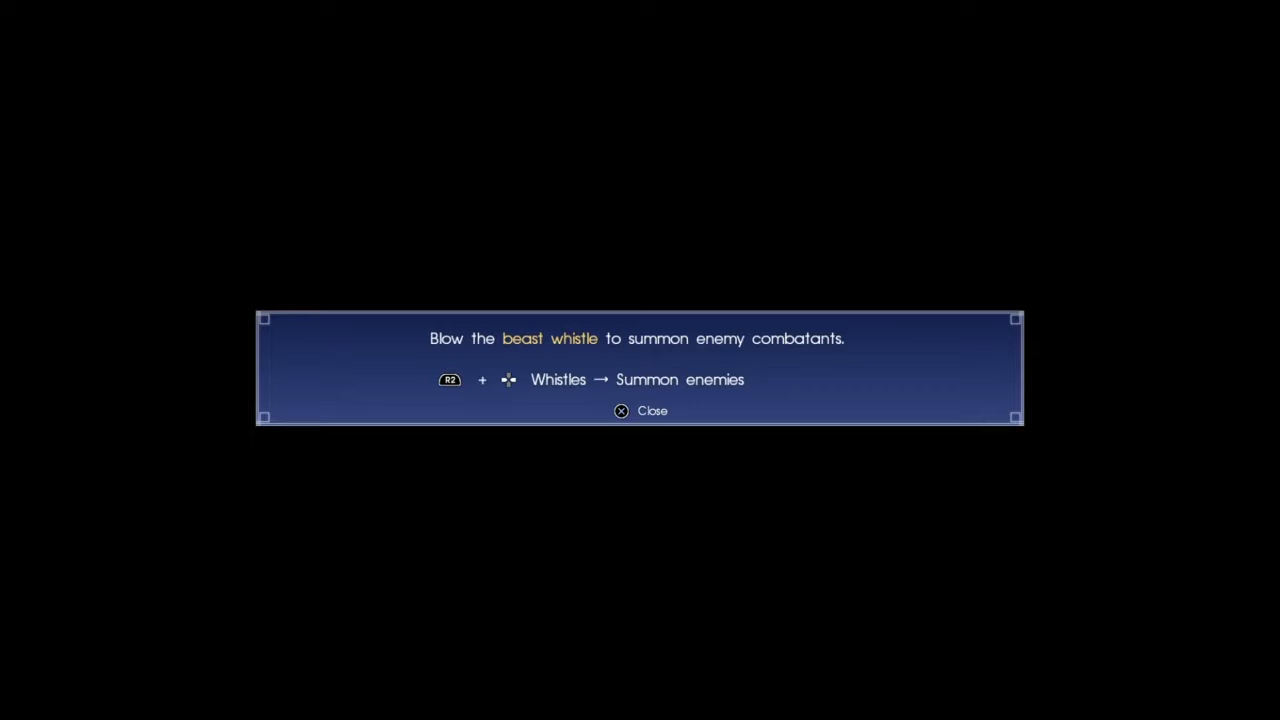 Blow the beast whistle to summon enemy combatants.
R2 + Whistles → Summon enemies
Close